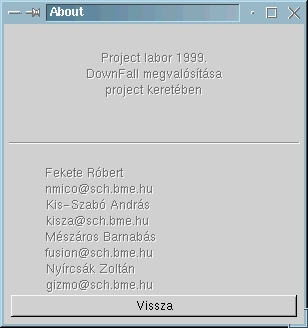 About
Project labor 1999.
DownFall megvalósítása
project keretében
Fekete Róbert
nmico@sch.bme.hu
Kis-Szabó András
kisza@sch.bme.hu
Mészáros Barnabás
fusion@sch.bme.hu
Nyírcsák Zoltán
gizmo@sch.bme.hu
Vissza